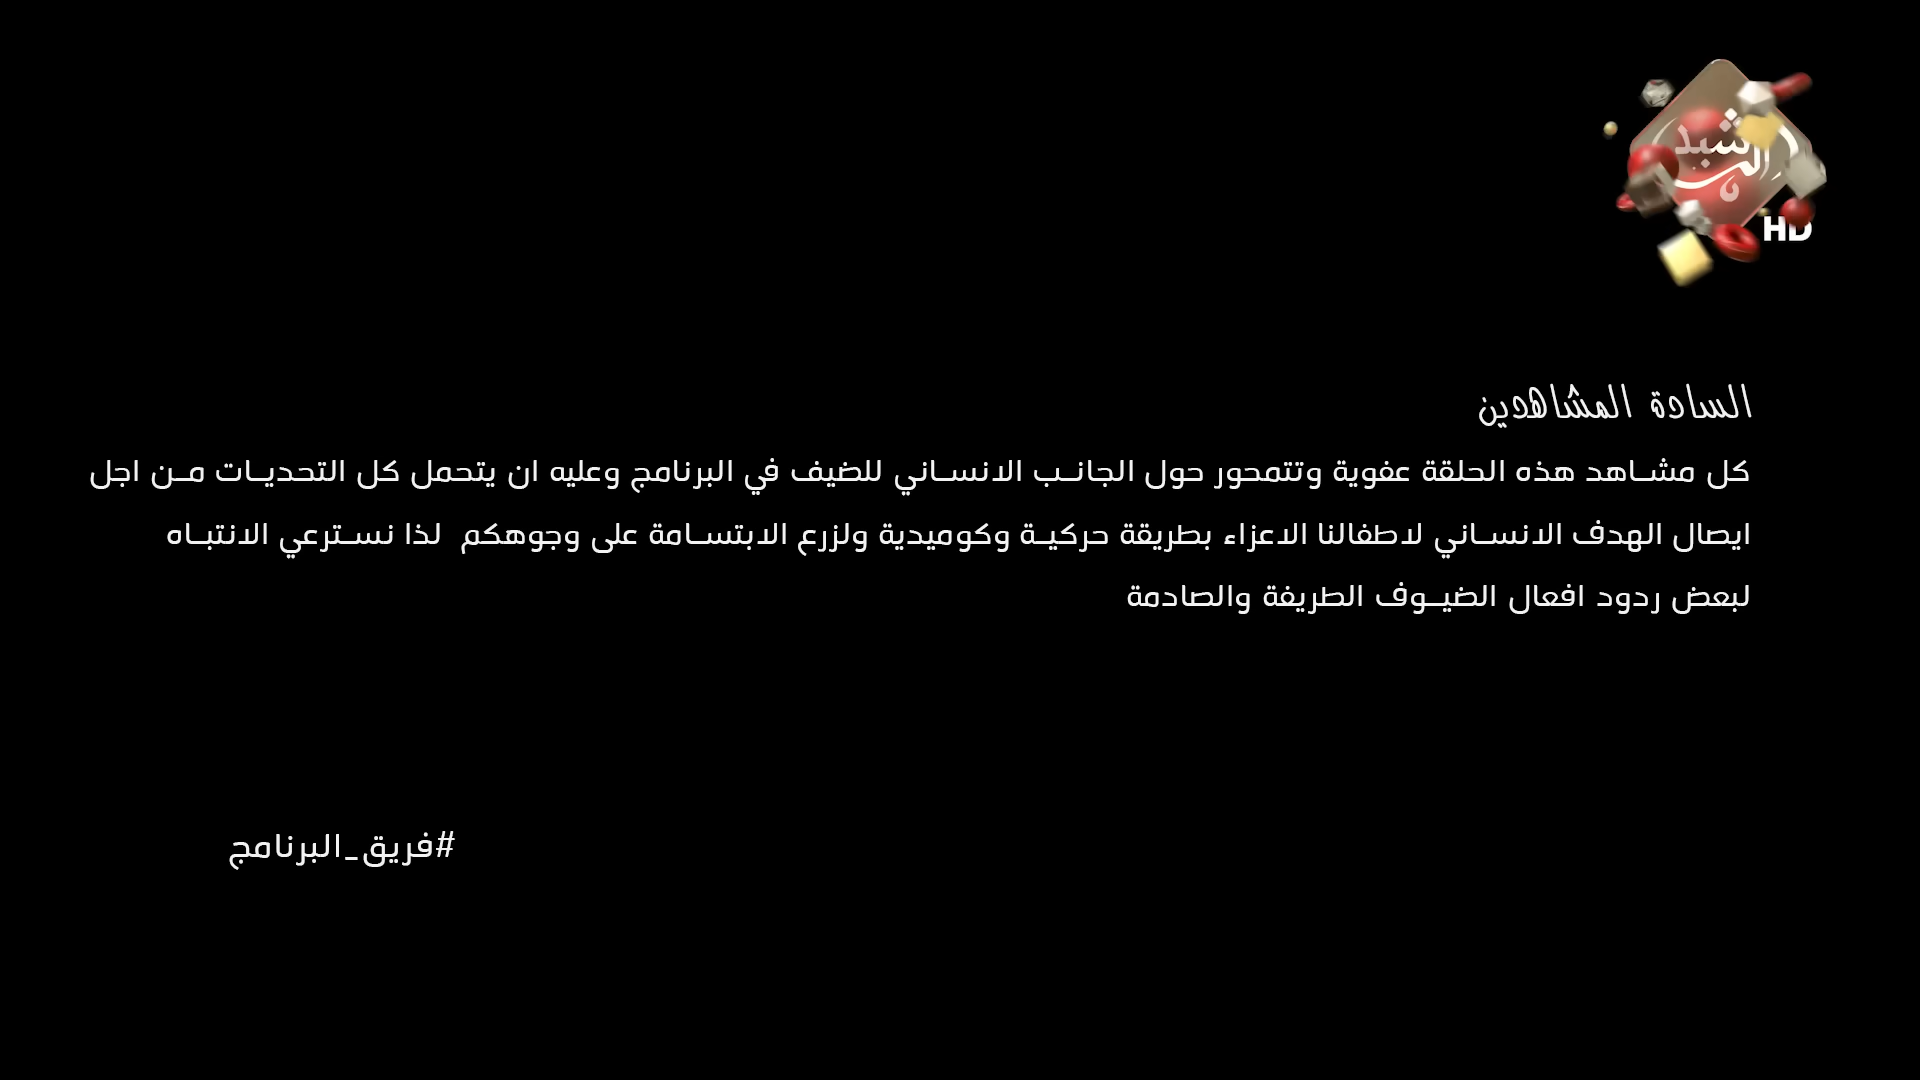 HD
السادة المشاهدين
كل مشـاهد هذه الحلقة عفوية وتتمحور حول الجانـب الانسـاني للضيف في البرنامج وعليه ان يتحمل كل التحديـات مـن اجل
ايصال الهدف الانسـاني لاطفالنا الاعزاء بطريقة حركيـة وكوميدية ولزرع الابتسـامة على وجوهكم لذا نسـترعي الانتبـاه
لبعض ردود افعال الضيـوف الطريفة والصادمة
#فريق_البرنامج